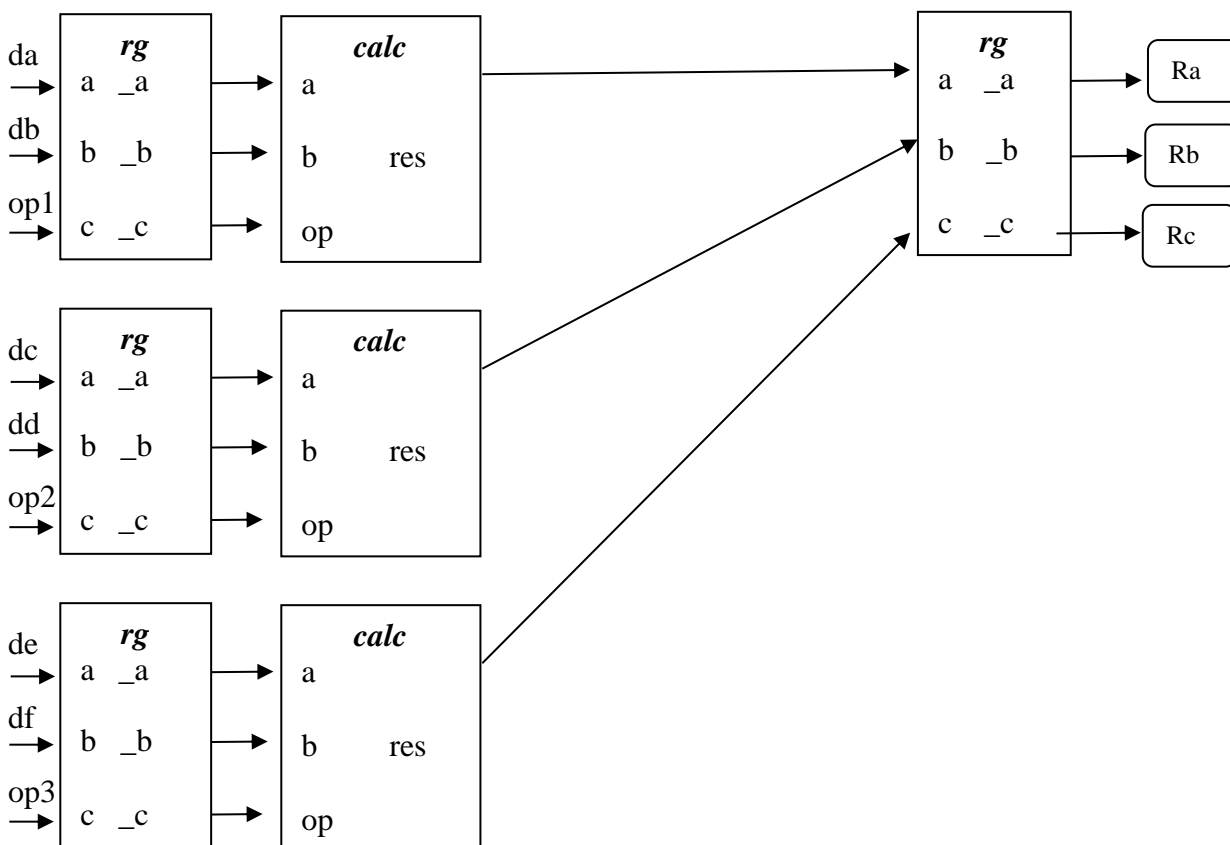 da
db
op1
rg
a _a
b _b
c _c
calc
a
b res
op
rg
a _a
b _b
c _c
Ra
Rb
Rc
dc
dd
op2
rg
a _a
b _b
c _c
calc
a
b res
op
de
df
op3
rg
a _a
b _b
c _c
calc
a
b res
op